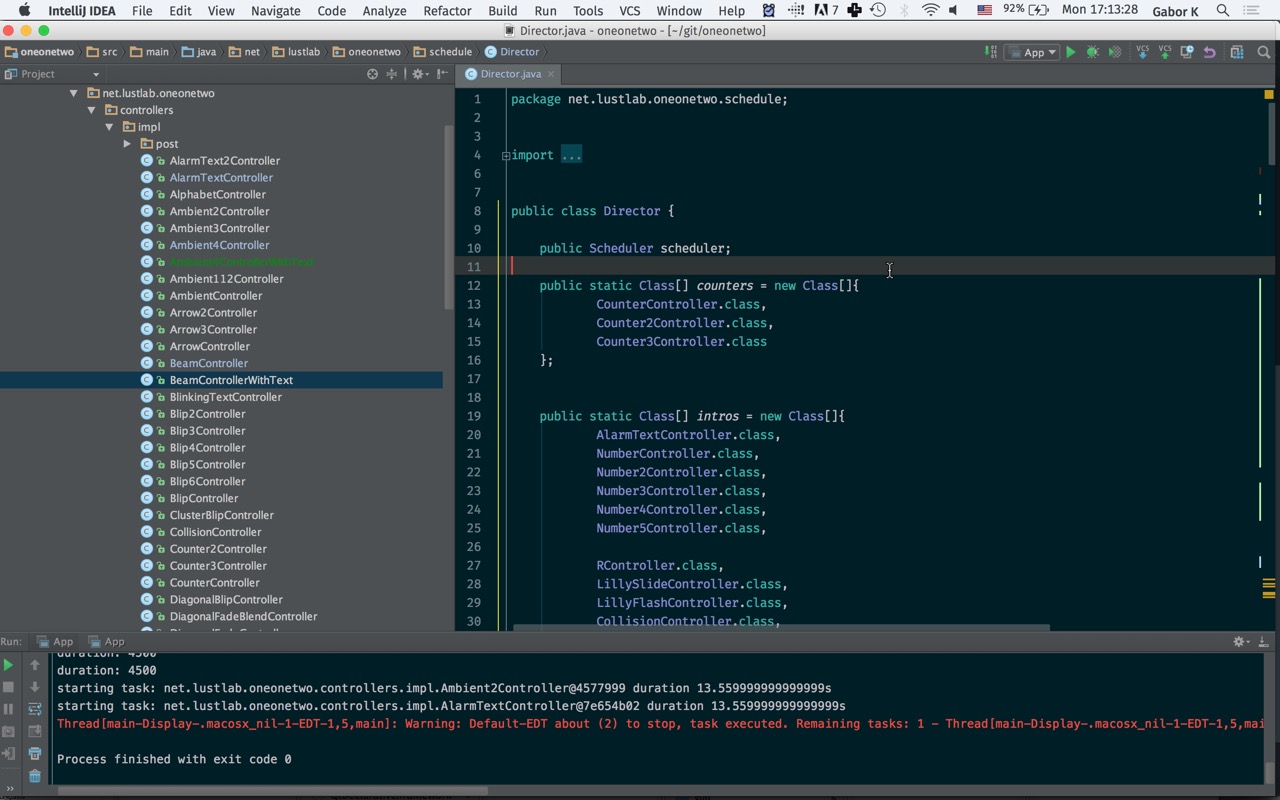 IntelliJ IDEA File Edit View Navigate Code Analyze Refactor Build Run Tools VCS Window Help 7 92% Mon 17:13:28 Gabor K
Director.java - oneonetwo - [~/git/oneonetwo]
oneonetwo src main java net lustlab oneonetwo schedule Director App VCS VCS
Project
Director.java
net.lustlab.oneonetwo
controllers
impl
post
AlarmText2Controller
AlarmTextController
AlphabetController
Ambient2Controller
Ambient3Controller
Ambient4Controller
Ambient4ControllerWithText
Ambient112Controller
AmbientController
Arrow2Controller
Arrow3Controller
ArrowController
BeamController
BeamControllerWithText
BlinkingTextController
Blip2Controller
Blip3Controller
Blip4Controller
Blip5Controller
Blip6Controller
BlipController
ClusterBlipController
CollisionController
Counter2Controller
Counter3Controller
CounterController
DiagonalBlipController
DiagonalFadeBlendController
1 package net.lustlab.oneonetwo.schedule;
2
3
4 import ...
6
7
8 public class Director {
9
10 public Scheduler scheduler;
11
12 public static Class[] counters = new Class[]{
13 CounterController.class,
14 Counter2Controller.class,
15 Counter3Controller.class
16 };
17
18
19 public static Class[] intros = new Class[]{
20 AlarmTextController.class,
21 NumberController.class,
22 Number2Controller.class,
23 Number3Controller.class,
24 Number4Controller.class,
25 Number5Controller.class,
26
27 RController.class,
28 LillySlideController.class,
29 LillyFlashController.class,
30 CollisionController.class,
Run: App App
duration: 4500
duration: 4500
starting task: net.lustlab.oneonetwo.controllers.impl.Ambient2Controller@4577999 duration 13.559999999999999s
starting task: net.lustlab.oneonetwo.controllers.impl.AlarmTextController@7e654b02 duration 13.559999999999999s
Thread[main-Display-.macosx_nil-1-EDT-1,5,main]: Warning: Default-EDT about (2) to stop, task executed. Remaining tasks: 1 - Thread[main-Display-.macosx_nil-1-EDT-1,5,mai
Process finished with exit code 0